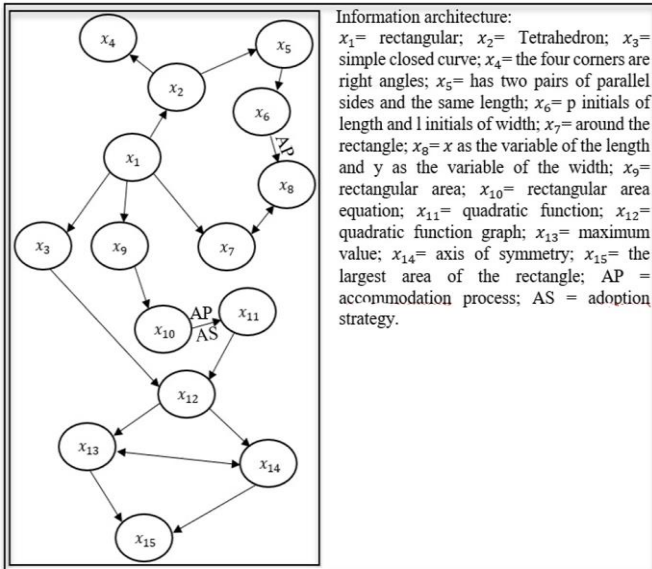 x₄
x₅
x₂
x₆
AP
x₁
x₈
x₃
x₉
x₇
AP
x₁₁
x₁₀
AS
x₁₂
x₁₃
x₁₄
x₁₅
Information architecture:
x₁= rectangular; x₂= Tetrahedron; x₃=
simple closed curve; x₄= the four corners are
right angles; x₅= has two pairs of parallel
sides and the same length; x₆= p initials of
length and l initials of width; x₇= around the
rectangle; x₈= x as the variable of the length
and y as the variable of the width; x₉=
rectangular area; x₁₀= rectangular area
equation; x₁₁= quadratic function; x₁₂=
quadratic function graph; x₁₃= maximum
value; x₁₄= axis of symmetry; x₁₅= the
largest area of the rectangle; AP =
accommodation process; AS = adoption
strategy.